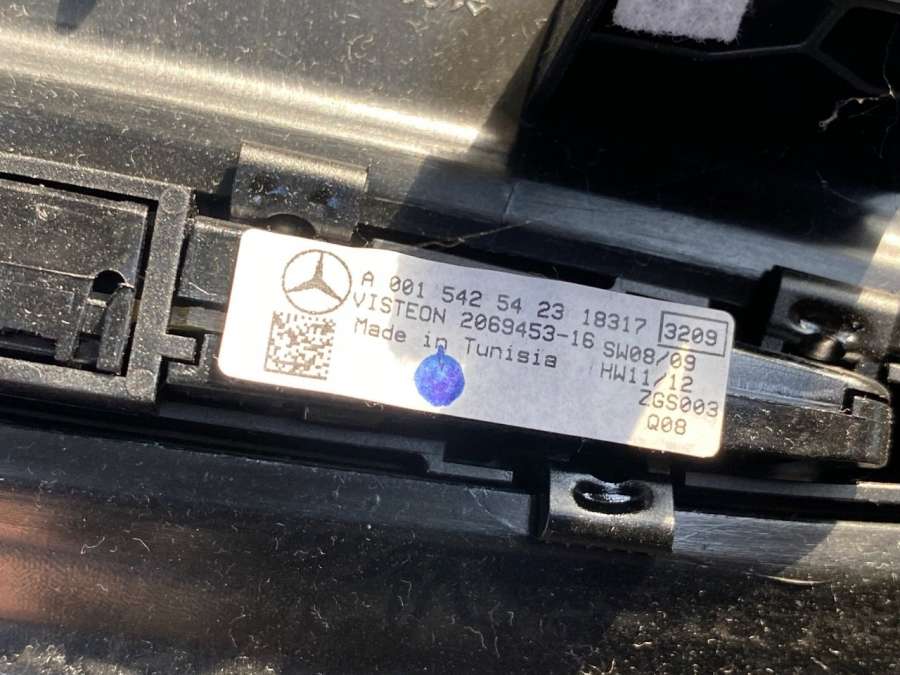 A 001 542 54 23 18317 3209
VISTEON 2069453-16 SW08/09
Made in Tunisia HW11/12
ZGS003
Q08